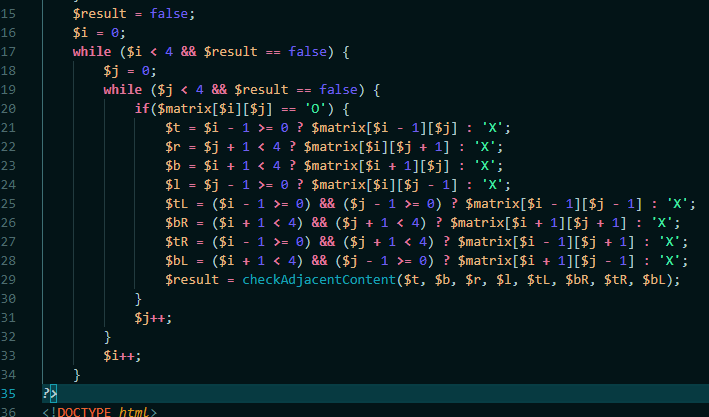 15 $result = false;
16 $i = 0;
17 while ($i < 4 && $result == false) {
18 $j = 0;
19 while ($j < 4 && $result == false) {
20 if($matrix[$i][$j] == 'O') {
21 $t = $i - 1 >= 0 ? $matrix[$i - 1][$j] : 'X';
22 $r = $j + 1 < 4 ? $matrix[$i][$j + 1] : 'X';
23 $b = $i + 1 < 4 ? $matrix[$i + 1][$j] : 'X';
24 $l = $j - 1 >= 0 ? $matrix[$i][$j - 1] : 'X';
25 $tL = ($i - 1 >= 0) && ($j - 1 >= 0) ? $matrix[$i - 1][$j - 1] : 'X';
26 $bR = ($i + 1 < 4) && ($j + 1 < 4) ? $matrix[$i + 1][$j + 1] : 'X';
27 $tR = ($i - 1 >= 0) && ($j + 1 < 4) ? $matrix[$i - 1][$j + 1] : 'X';
28 $bL = ($i + 1 < 4) && ($j - 1 >= 0) ? $matrix[$i + 1][$j - 1] : 'X';
29 $result = checkAdjacentContent($t, $b, $r, $l, $tL, $bR, $tR, $bL);
30 }
31 $j++;
32 }
33 $i++;
34 }
35 ?>
36 <!DOCTYPE html>